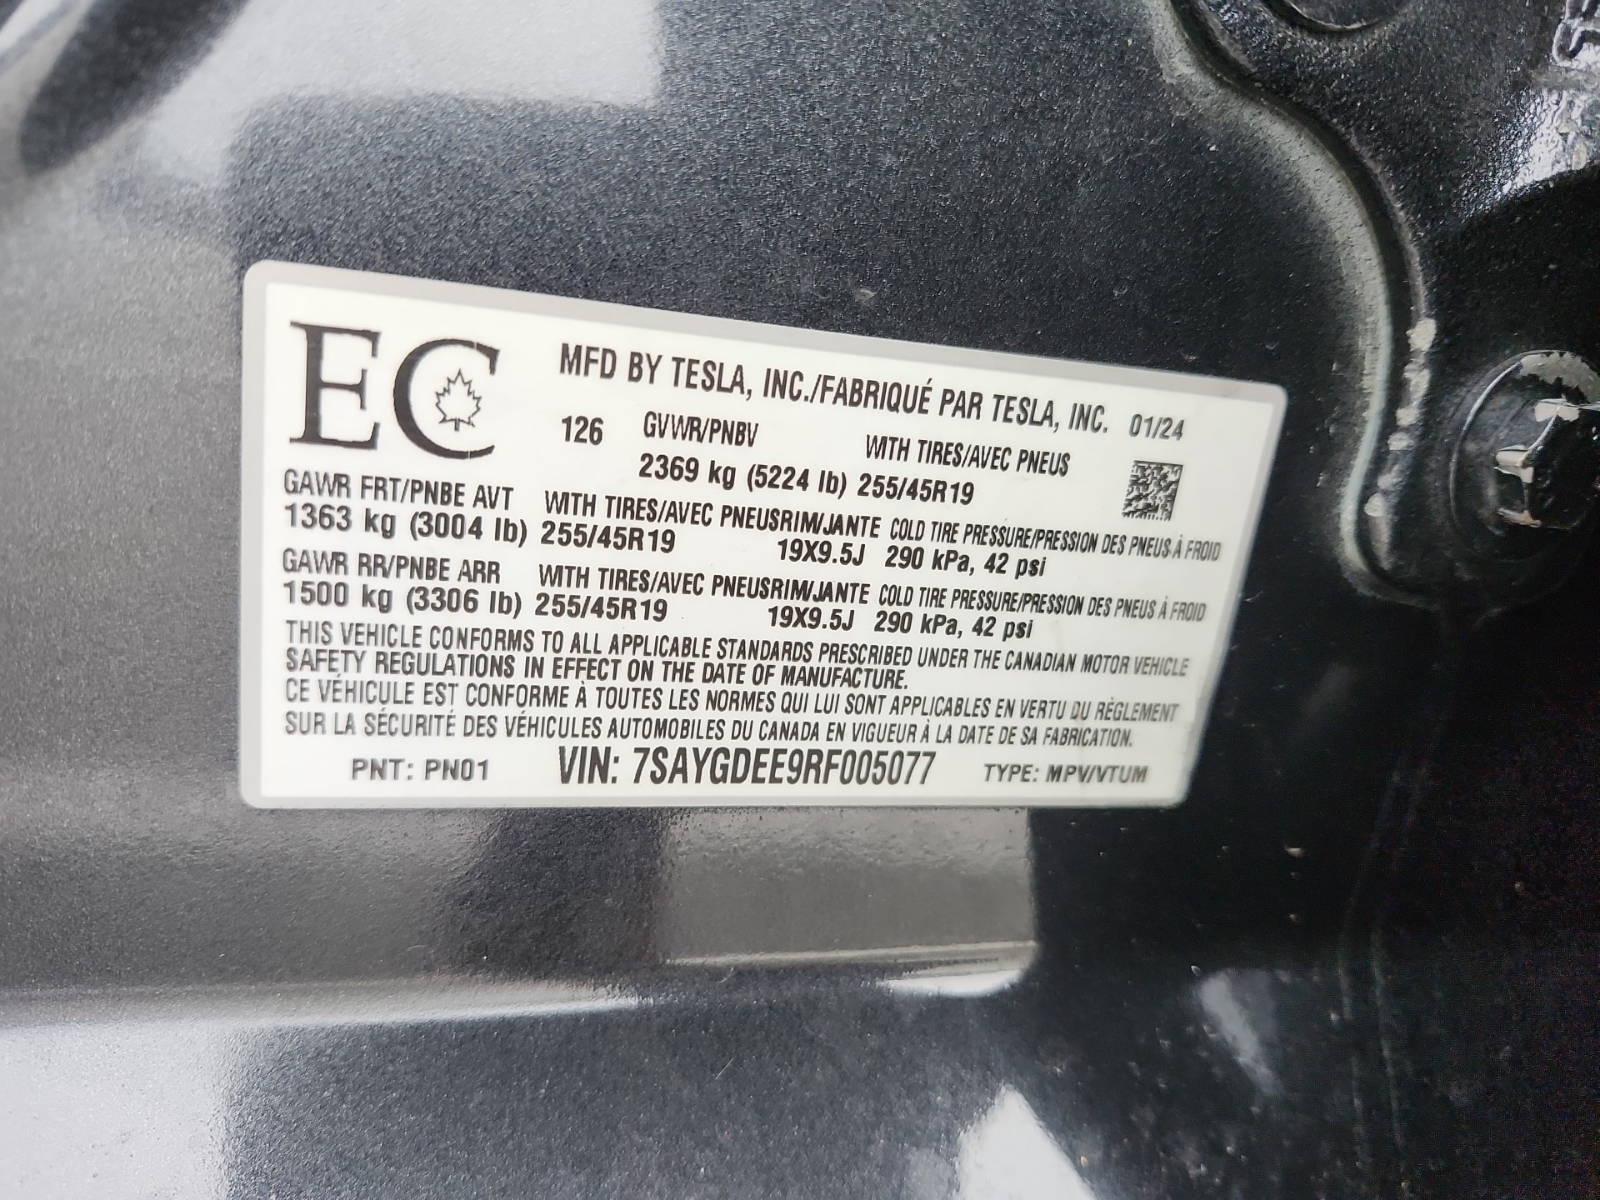 EC
MFD BY TESLA, INC./FABRIQUÉ PAR TESLA, INC. 01/24
126 GVWR/PNBV WITH TIRES/AVEC PNEUS
2369 kg (5224 lb) 255/45R19
GAWR FRT/PNBE AVT WITH TIRES/AVEC PNEUSRIM/JANTE COLD TIRE PRESSURE/PRESSION DES PNEUS À FROID
1363 kg (3004 lb) 255/45R19 19X9.5J 290 kPa, 42 psi
GAWR RR/PNBE ARR WITH TIRES/AVEC PNEUSRIM/JANTE COLD TIRE PRESSURE/PRESSION DES PNEUS À FROID
1500 kg (3306 lb) 255/45R19 19X9.5J 290 kPa, 42 psi
THIS VEHICLE CONFORMS TO ALL APPLICABLE STANDARDS PRESCRIBED UNDER THE CANADIAN MOTOR VEHICLE
SAFETY REGULATIONS IN EFFECT ON THE DATE OF MANUFACTURE.
CE VÉHICULE EST CONFORME À TOUTES LES NORMES QUI LUI SONT APPLICABLES EN VERTU DU RÈGLEMENT
SUR LA SÉCURITÉ DES VÉHICULES AUTOMOBILES DU CANADA EN VIGUEUR À LA DATE DE SA FABRICATION.
PNT: PN01 VIN: 7SAYGDEE9RF005077 TYPE: MPV/VTUM